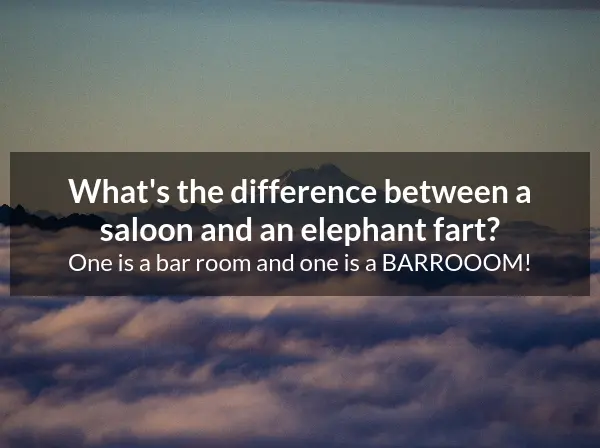 What's the difference between a
saloon and an elephant fart?
One is a bar room and one is a BARROOOM!